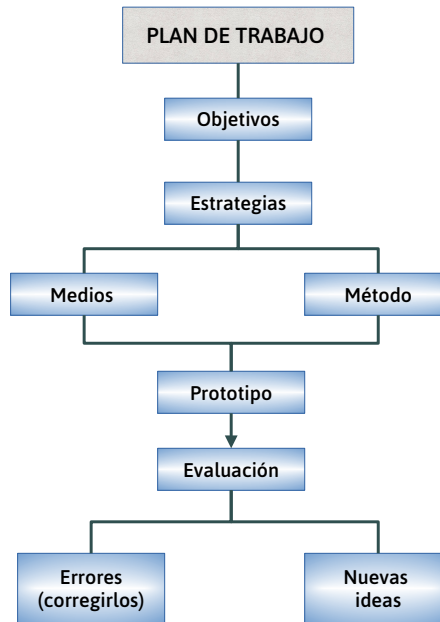 PLAN DE TRABAJO
Objetivos
Estrategias
Medios
Método
Prototipo
Evaluación
Errores
(corregirlos)
Nuevas
ideas